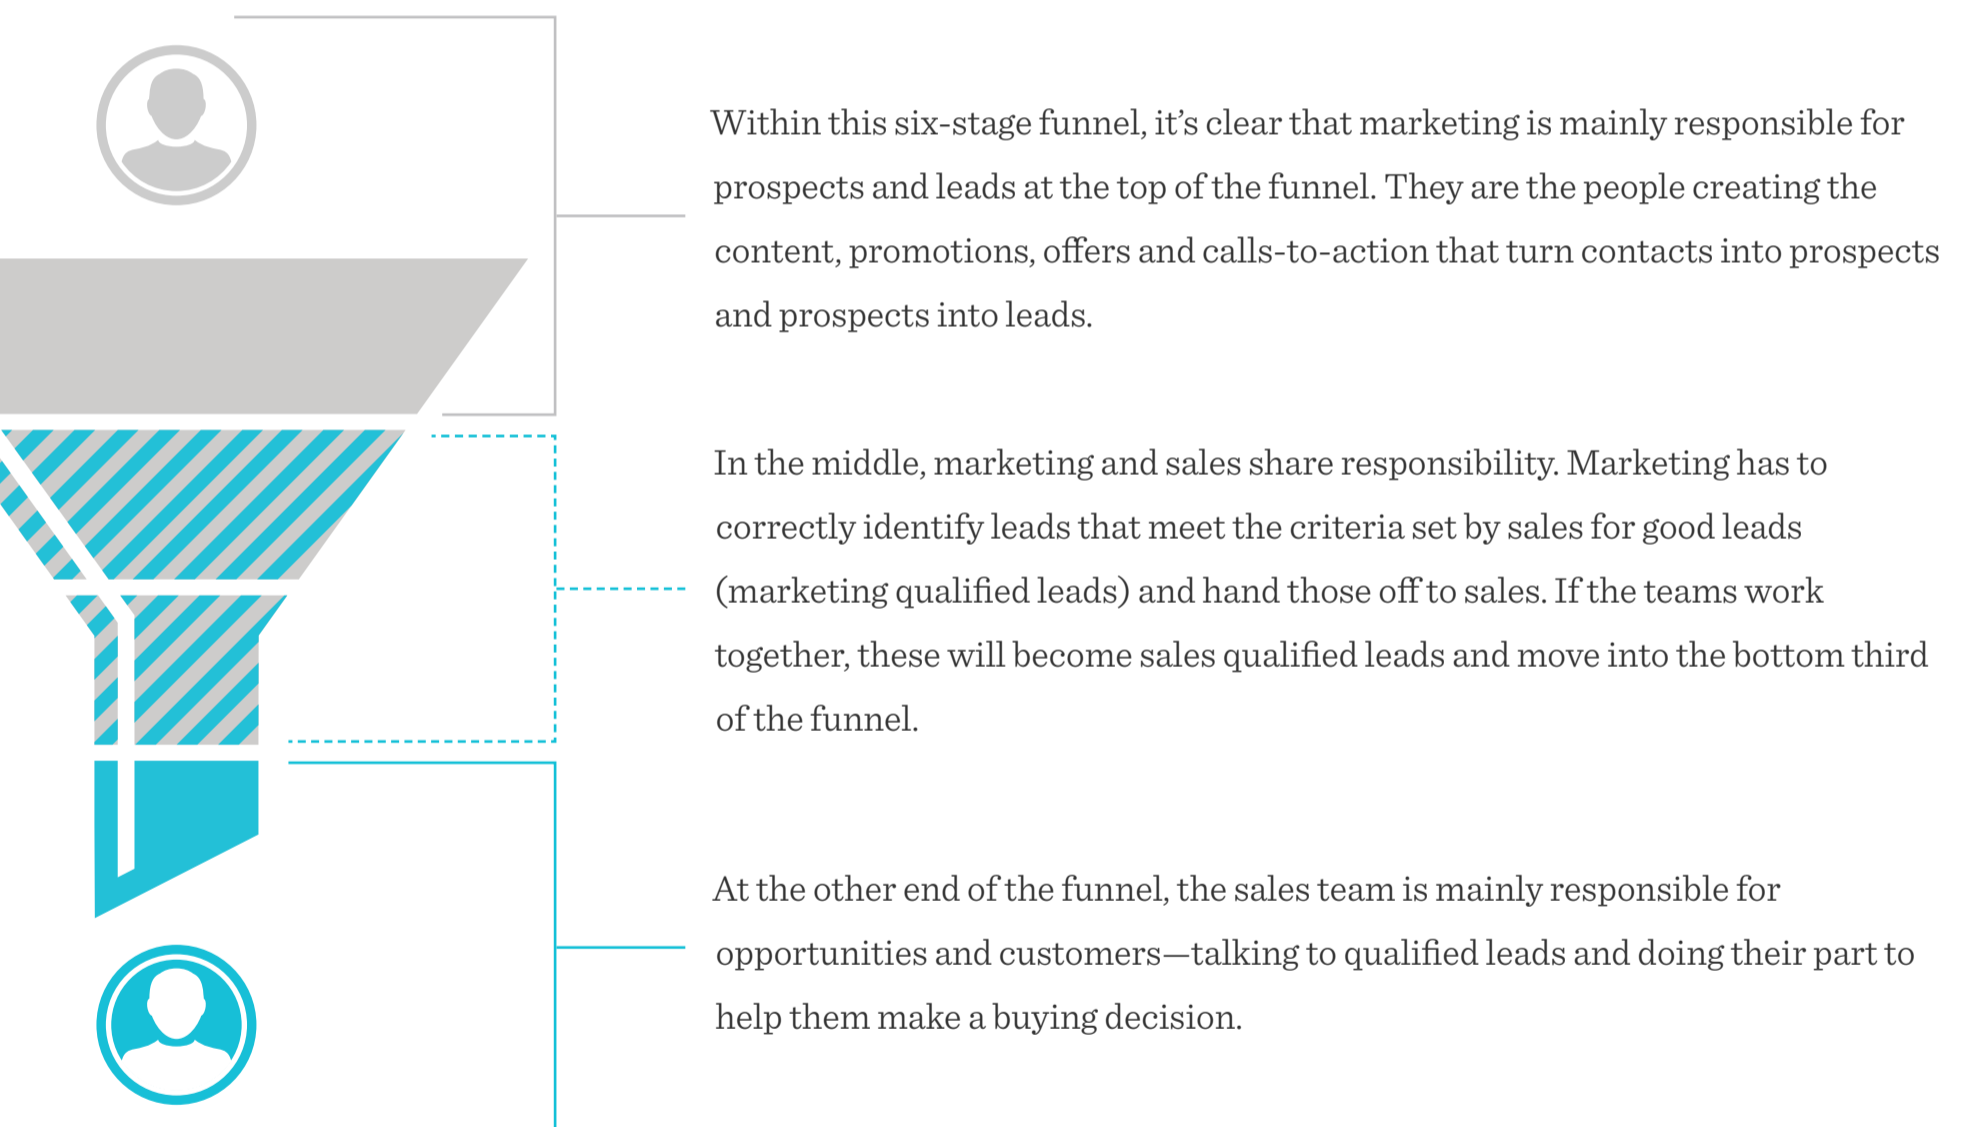 Within this six-stage funnel, it’s clear that marketing is mainly responsible for
prospects and leads at the top of the funnel. They are the people creating the
content, promotions, offers and calls-to-action that turn contacts into prospects
and prospects into leads.
In the middle, marketing and sales share responsibility. Marketing has to
correctly identify leads that meet the criteria set by sales for good leads
(marketing qualified leads) and hand those off to sales. If the teams work
together, these will become sales qualified leads and move into the bottom third
of the funnel.
At the other end of the funnel, the sales team is mainly responsible for
opportunities and customers—talking to qualified leads and doing their part to
help them make a buying decision.